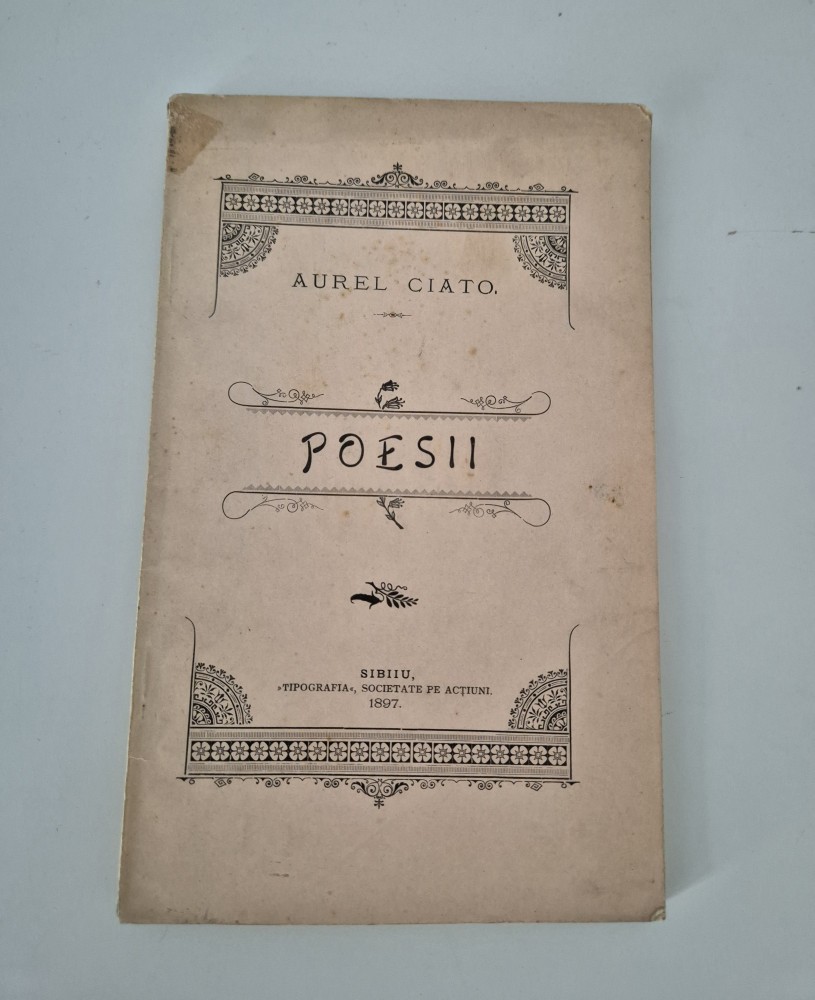 AUREL CIATO.
POESII
SIBIIU,
»TIPOGRAFIA«, SOCIETATE PE ACȚIUNI.
1897.